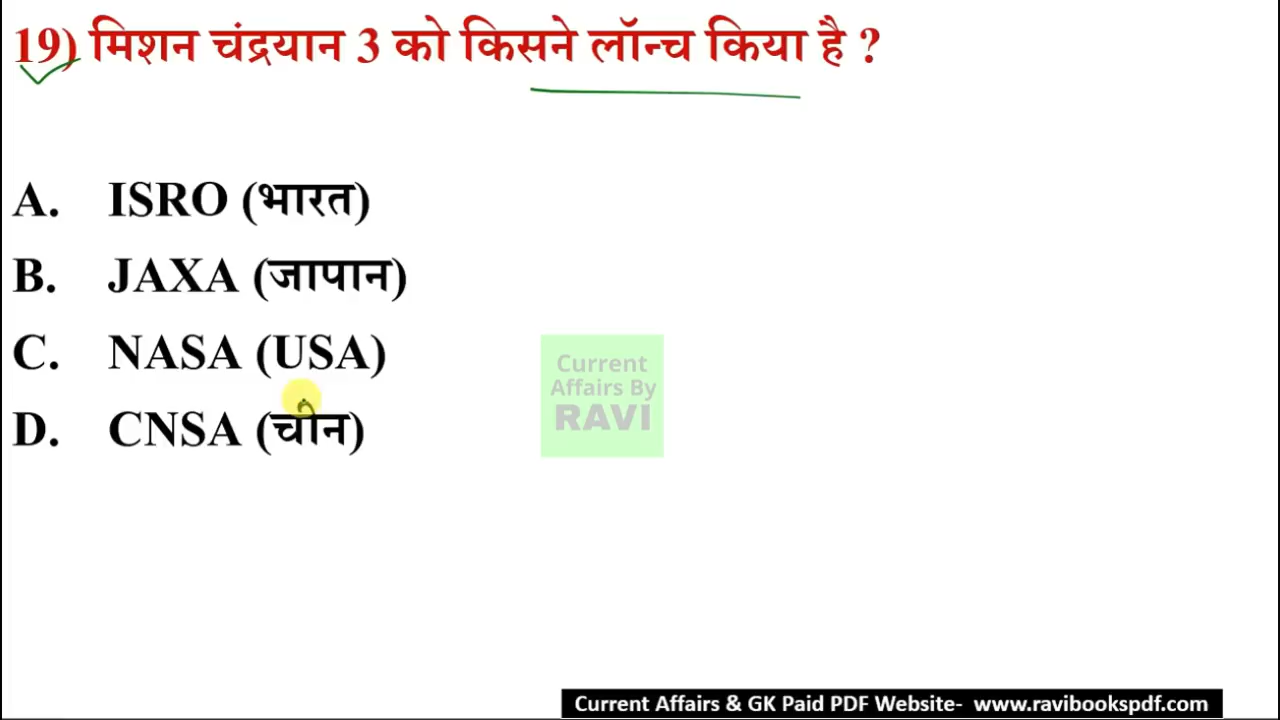 19) मिशन चंद्रयान 3 को किसने लॉन्च किया है ?
A. ISRO (भारत)
B. JAXA (जापान)
C. NASA (USA)
D. CNSA (चीन)
Current
Affairs By
RAVI
Current Affairs & GK Paid PDF Website- www.ravibookspdf.com